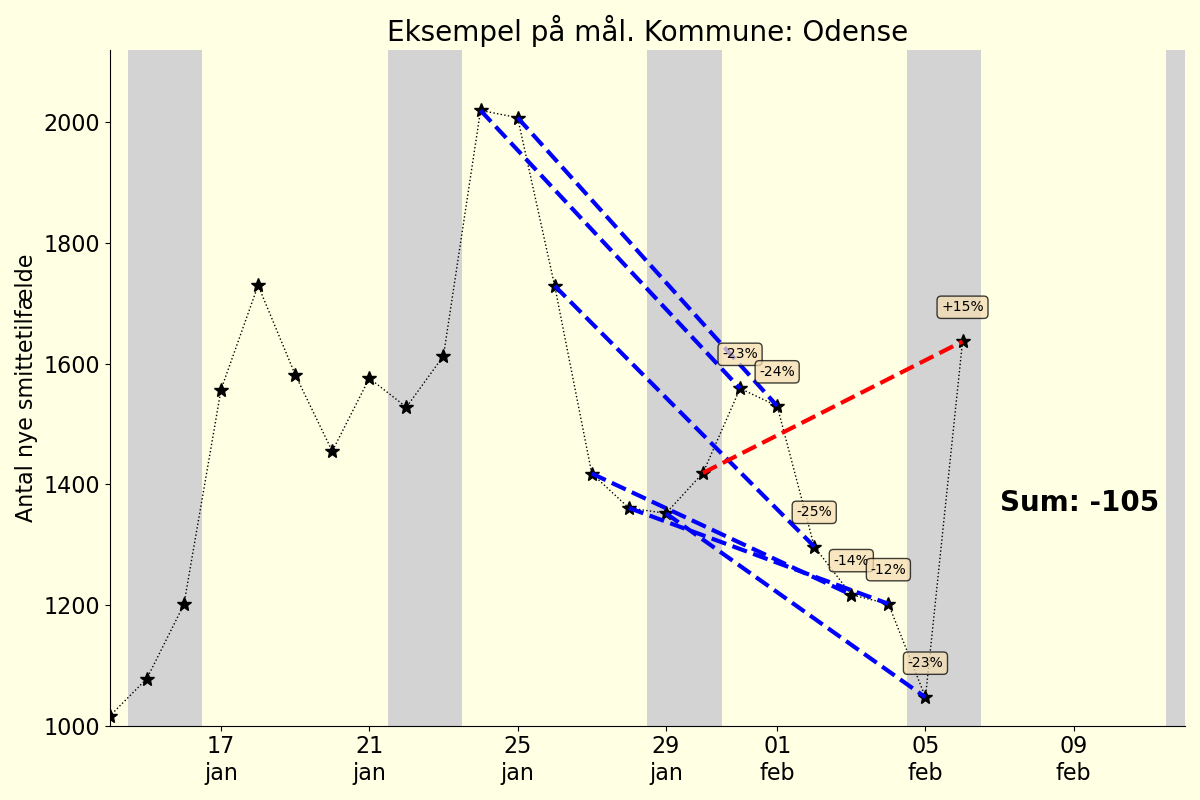 Eksempel på mål. Kommune: Odense
Antal nye smittetilfælde
2000
1800
1600
1400
1200
1000
+15%
-23%
-24%
-25%
-14%
-12%
-23%
Sum: -105
17 21 25 29 01 05 09
jan jan jan jan feb feb feb